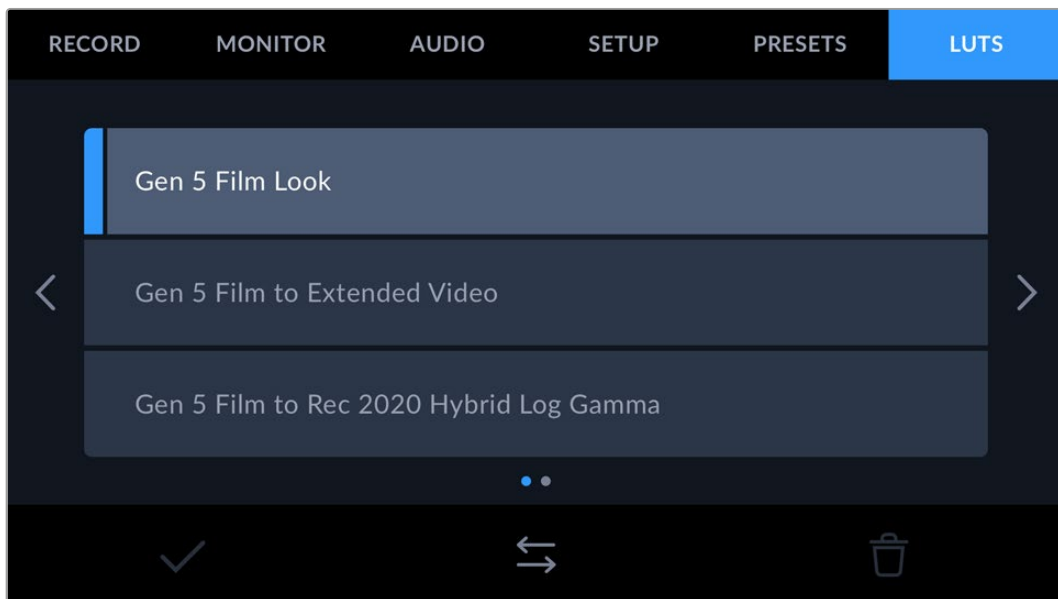 RECORD MONITOR AUDIO SETUP PRESETS LUTS
Gen 5 Film Look
Gen 5 Film to Extended Video
Gen 5 Film to Rec 2020 Hybrid Log Gamma